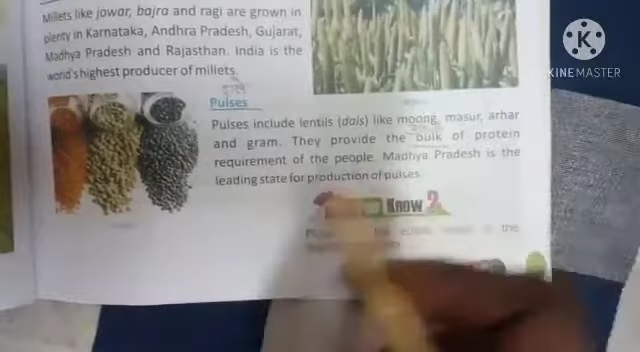 Millets like jowar, bajra and ragi are grown in
plenty in Karnataka, Andhra Pradesh, Gujarat,
Madhya Pradesh and Rajasthan. India is the
world's highest producer of millets.
Pulses
Pulses include lentils (dals) like moong, masur, arhar
and gram. They provide the bulk of protein
requirement of the people. Madhya Pradesh is the
leading state for production of pulses.
Know ?
the
K
KINEMASTER